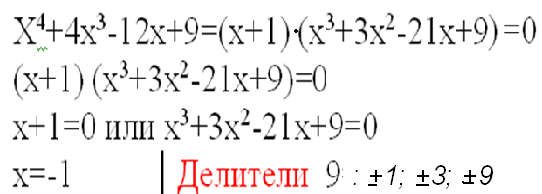 X⁴+4x³-12x+9=(x+1)·(x³+3x²-21x+9)=0
(x+1) (x³+3x²-21x+9)=0
x+1=0 или x³+3x²-21x+9=0
x=-1 | Делители 9 : ±1; ±3; ±9